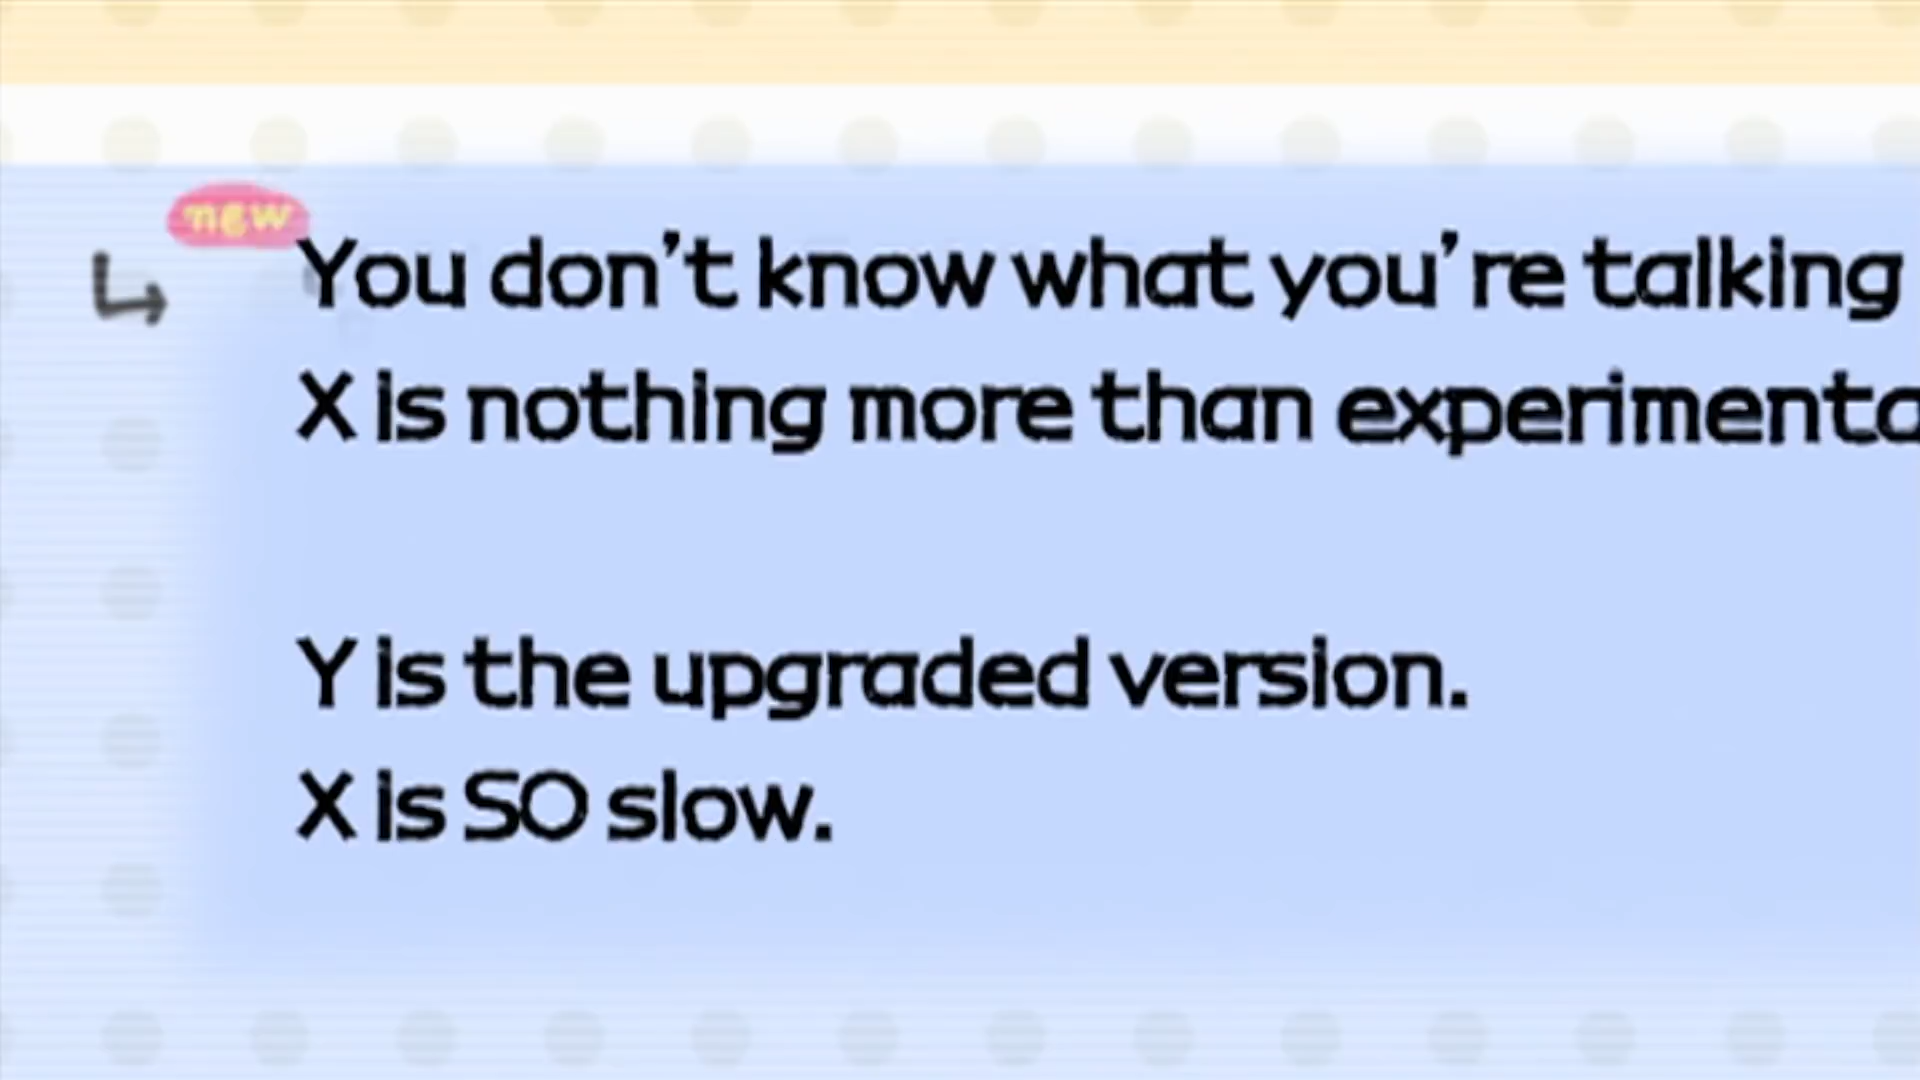 new
You don't know what you're talking
X is nothing more than
Y is the upgraded version.
X is SO slow.